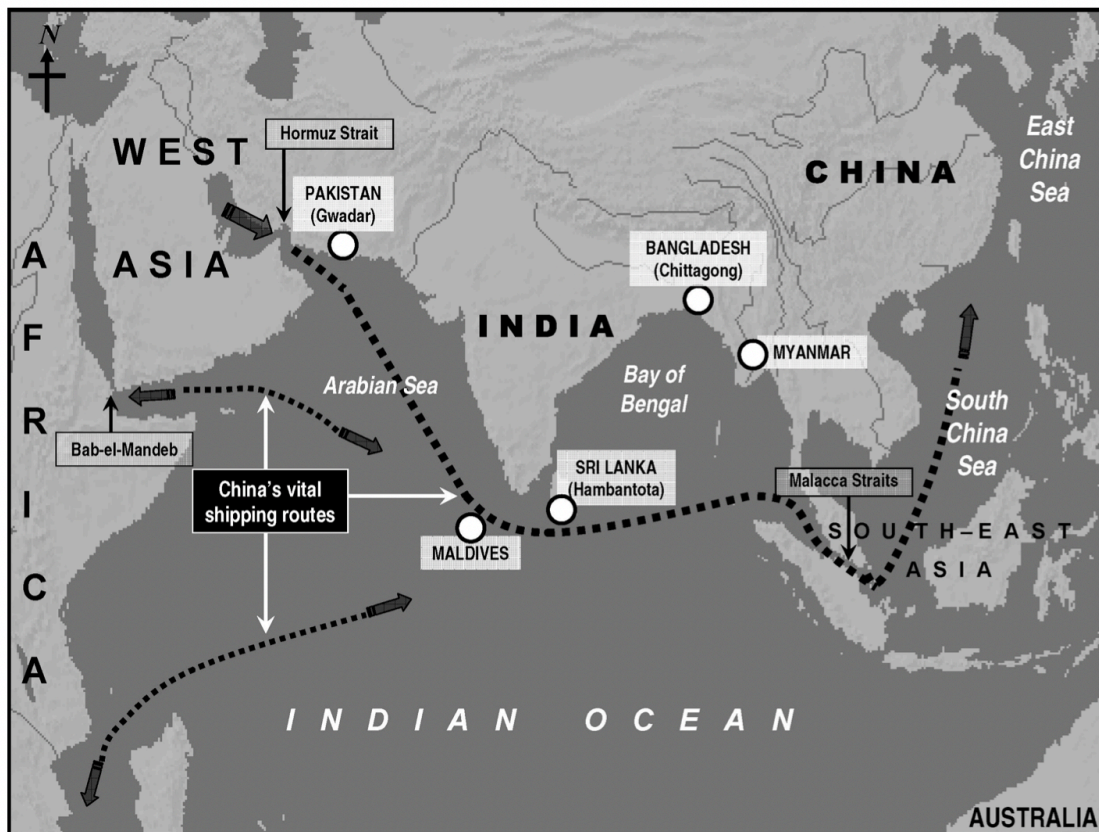 N
Hormuz Strait
WEST
ASIA
PAKISTAN
(Gwadar)
CHINA
East
China
Sea
BANGLADESH
(Chittagong)
INDIA
MYANMAR
AFRICA
Arabian Sea
Bay of
Bengal
South
China
Sea
Bab-el-Mandeb
China's vital
shipping routes
SRI LANKA
(Hambantota)
Malacca Straits
MALDIVES
SOUTH–EAST
ASIA
INDIAN OCEAN
AUSTRALIA